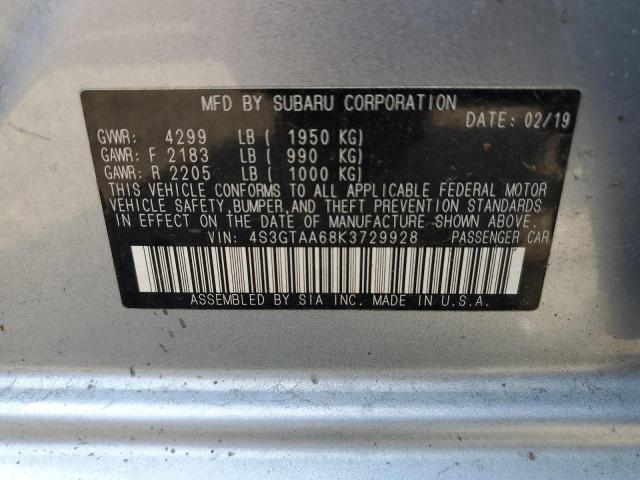 MFD BY SUBARU CORPORATION
DATE: 02/19
GVWR: 4299 LB ( 1950 KG)
GAWR: F 2183 LB ( 990 KG)
GAWR: R 2205 LB ( 1000 KG)
THIS VEHICLE CONFORMS TO ALL APPLICABLE FEDERAL MOTOR
VEHICLE SAFETY, BUMPER, AND THEFT PREVENTION STANDARDS
IN EFFECT ON THE DATE OF MANUFACTURE SHOWN ABOVE.
VIN: 4S3GTAA68K3729928 PASSENGER CAR
ASSEMBLED BY SIA INC. MADE IN U.S.A.